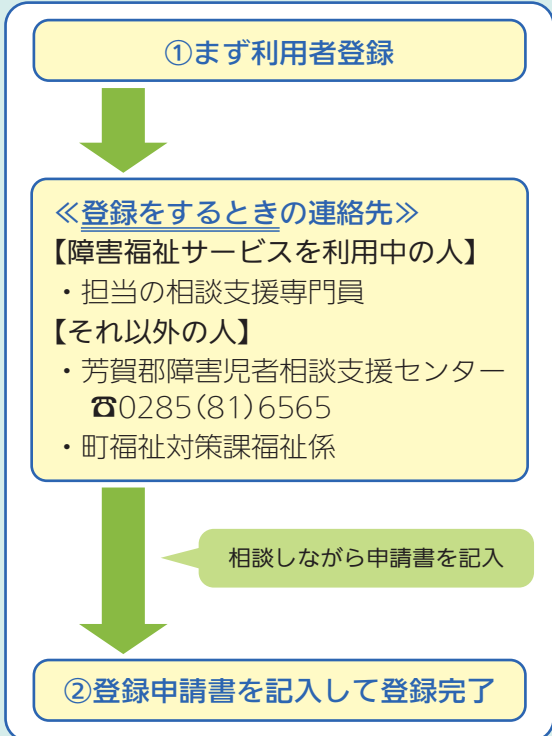 ①まず利用者登録
≪登録をするときの連絡先≫
【障害福祉サービスを利用中の人】
・担当の相談支援専門員
【それ以外の人】
・芳賀郡障害児者相談支援センター
☎0285(81)6565
・町福祉対策課福祉係
相談しながら申請書を記入
②登録申請書を記入して登録完了